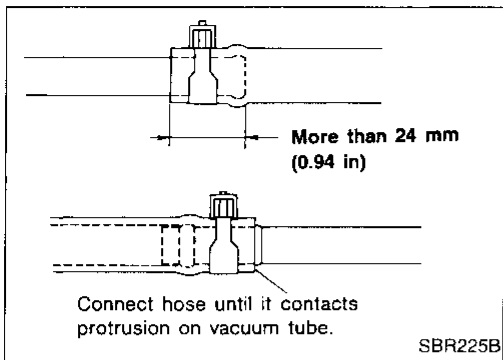 More than 24 mm
(0.94 in)
Connect hose until it contacts
protrusion on vacuum tube.
SBR225B